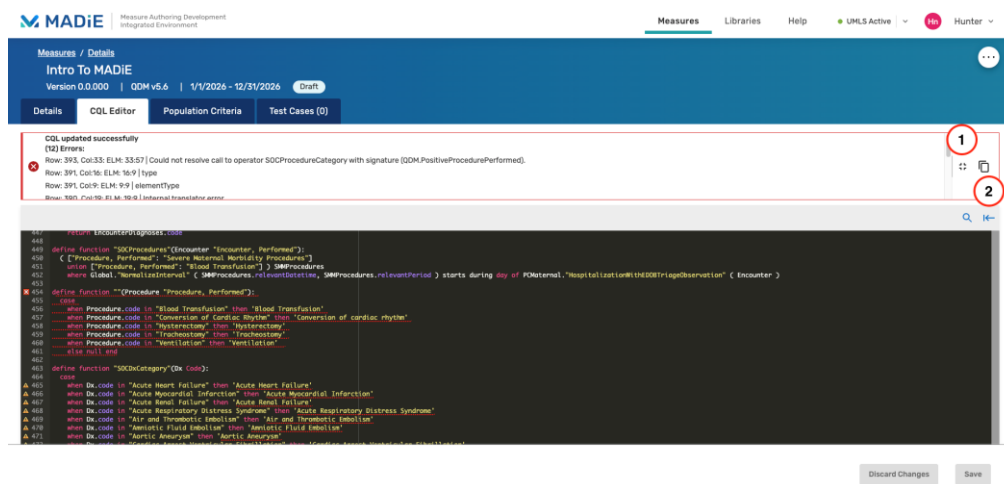 MADiE
Measure Authoring Development
Integrated Environment
Measures Libraries Help UMLS Active Hn Hunter
Measures / Details
Intro To MADiE
Version 0.0.000 | QDM v5.6 | 1/1/2026 - 12/31/2026 Draft
Details CQL Editor Population Criteria Test Cases (0)
CQL updated successfully
(12) Errors:
Row: 393, Col:33: ELM: 33:57 | Could not resolve call to operator SOCProcedureCategory with signature (QDM.PositiveProcedurePerformed).
Row: 391, Col:16: ELM: 16:9 | type
Row: 391, Col:9: ELM: 9:9 | elementType
Row: 390, Col:19: ELM: 19:9 | Internal translator error.
1
2
447 return EncounterDiagnoses.code
448
449 define function "SOCProcedures"(Encounter "Encounter, Performed"):
450 ( ["Procedure, Performed": "Severe Maternal Morbidity Procedures"]
451 union ["Procedure, Performed": "Blood Transfusion"] ) SMMProcedures
452 where Global."NormalizeInterval" ( SMMProcedures.relevantDatetime, SMMProcedures.relevantPeriod ) starts during day of PCMaternal."HospitalizationWithEDOBTriageObservation" ( Encounter )
453
454 define function ""(Procedure "Procedure, Performed"):
455 case
456 when Procedure.code in "Blood Transfusion" then 'Blood Transfusion'
457 when Procedure.code in "Conversion of Cardiac Rhythm" then 'Conversion of cardiac rhythm'
458 when Procedure.code in "Hysterectomy" then 'Hysterectomy'
459 when Procedure.code in "Tracheostomy" then 'Tracheostomy'
460 when Procedure.code in "Ventilation" then 'Ventilation'
461 else null end
462
463 define function "SOCDxCategory"(Dx Code):
464 case
465 when Dx.code in "Acute Heart Failure" then 'Acute Heart Failure'
466 when Dx.code in "Acute Myocardial Infarction" then 'Acute Myocardial Infarction'
467 when Dx.code in "Acute Renal Failure" then 'Acute Renal Failure'
468 when Dx.code in "Acute Respiratory Distress Syndrome" then 'Acute Respiratory Distress Syndrome'
469 when Dx.code in "Air and Thrombotic Embolism" then 'Air and Thrombotic Embolism'
470 when Dx.code in "Amniotic Fluid Embolism" then 'Amniotic Fluid Embolism'
471 when Dx.code in "Aortic Aneurysm" then 'Aortic Aneurysm'
Discard Changes Save